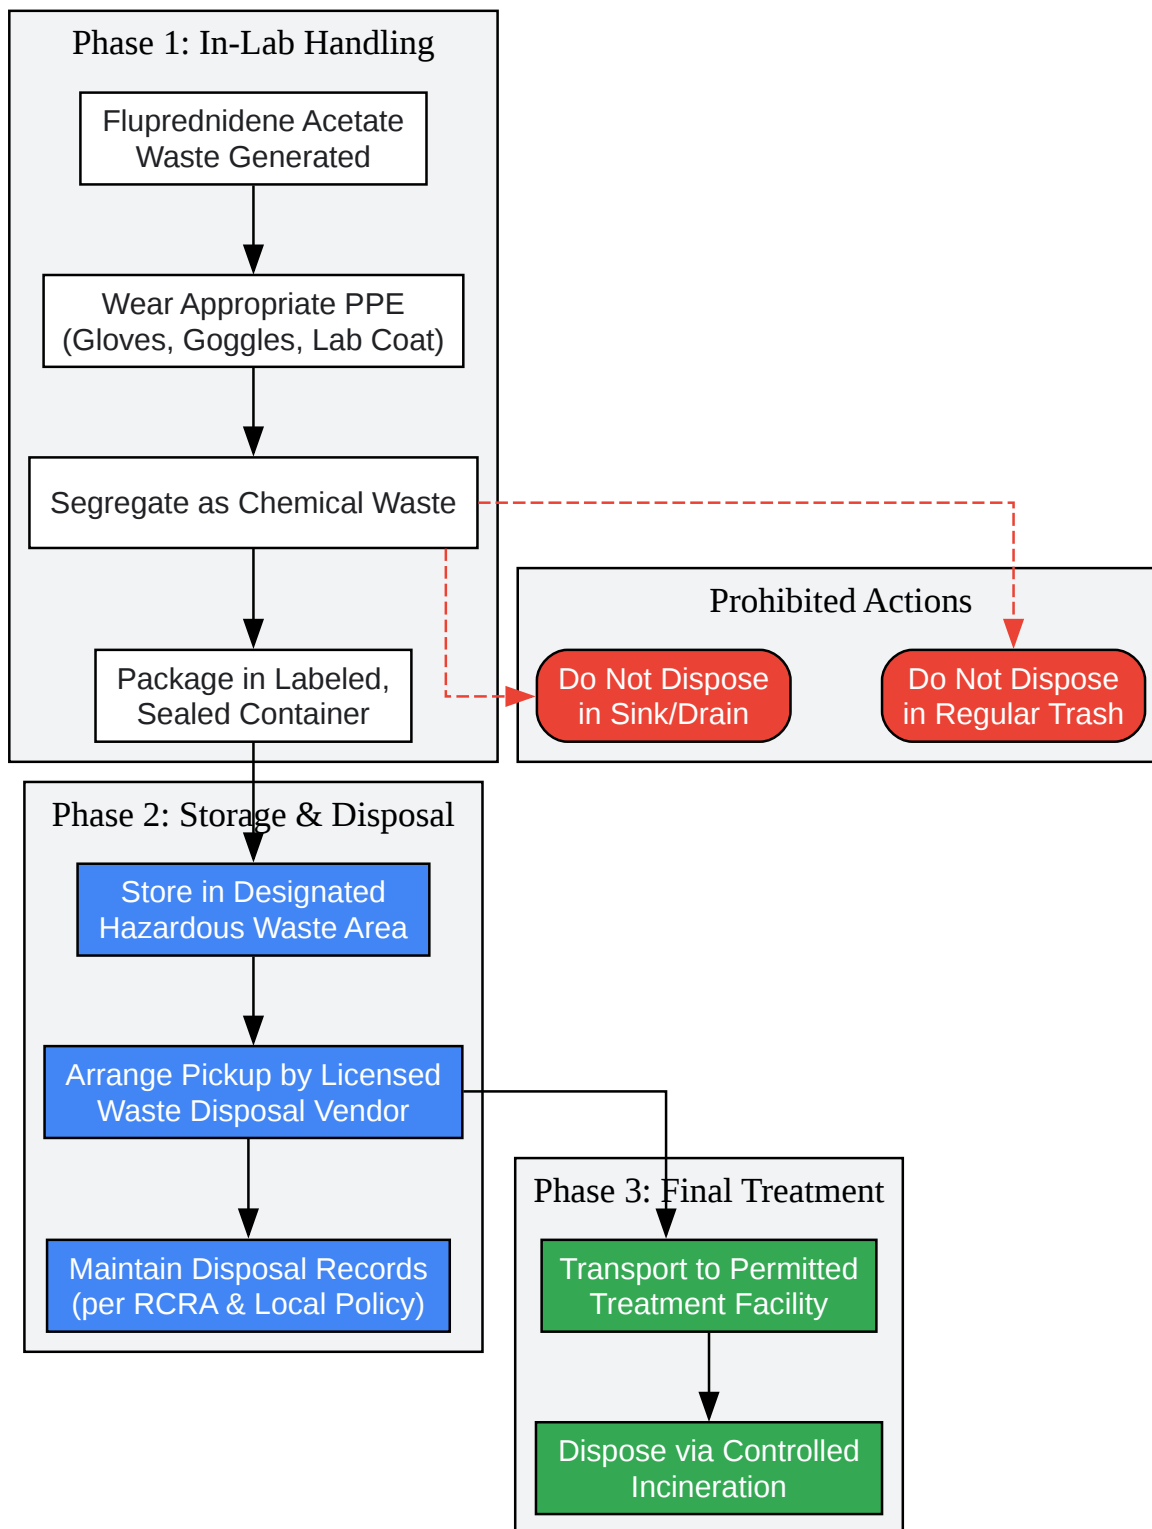 Phase 1: In-Lab Handling
Fluprednidene Acetate
Waste Generated
Wear Appropriate PPE
(Gloves, Goggles, Lab Coat)
Segregate as Chemical Waste
Package in Labeled,
Sealed Container
Prohibited Actions
Do Not Dispose
in Sink/Drain
Do Not Dispose
in Regular Trash
Phase 2: Storage & Disposal
Store in Designated
Hazardous Waste Area
Arrange Pickup by Licensed
Waste Disposal Vendor
Maintain Disposal Records
(per RCRA & Local Policy)
Phase 3: Final Treatment
Transport to Permitted
Treatment Facility
Dispose via Controlled
Incineration